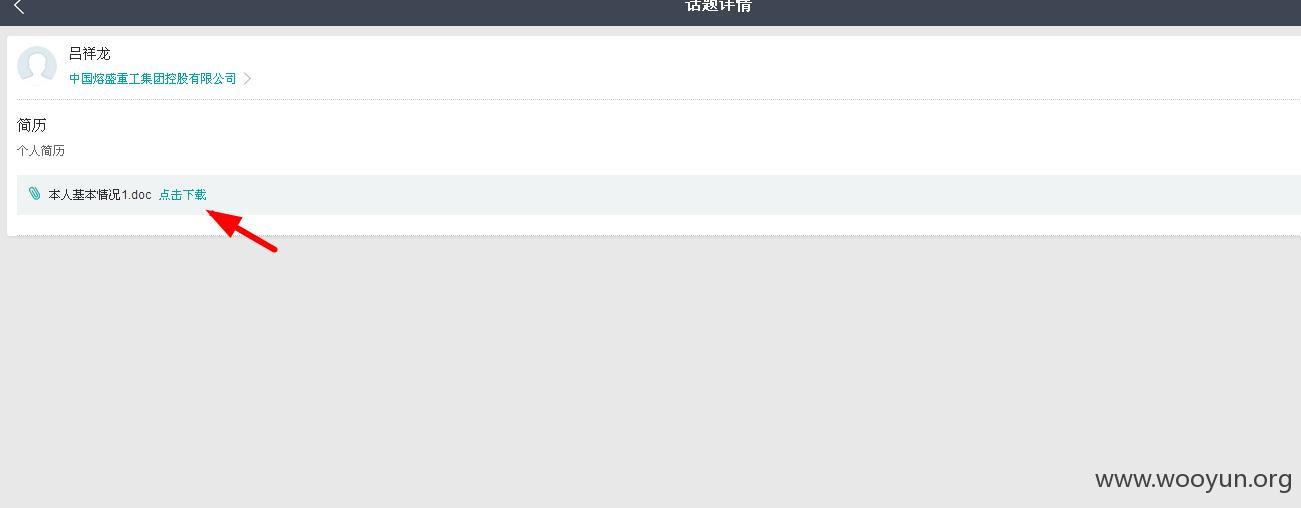 话题详情
吕祥龙
中国熔盛重工集团控股有限公司
简历
个人简历
本人基本情况1.doc 点击下载
www.wooyun.org